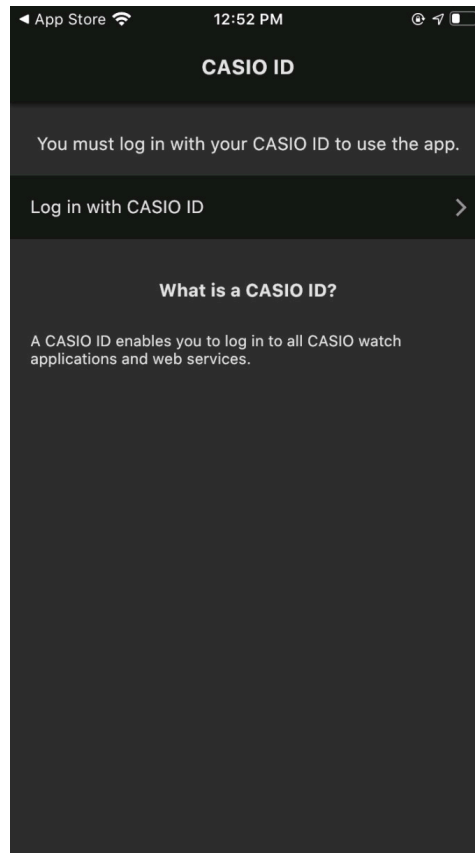 ◀ App Store 12:52 PM
CASIO ID
You must log in with your CASIO ID to use the app.
Log in with CASIO ID
What is a CASIO ID?
A CASIO ID enables you to log in to all CASIO watch
applications and web services.